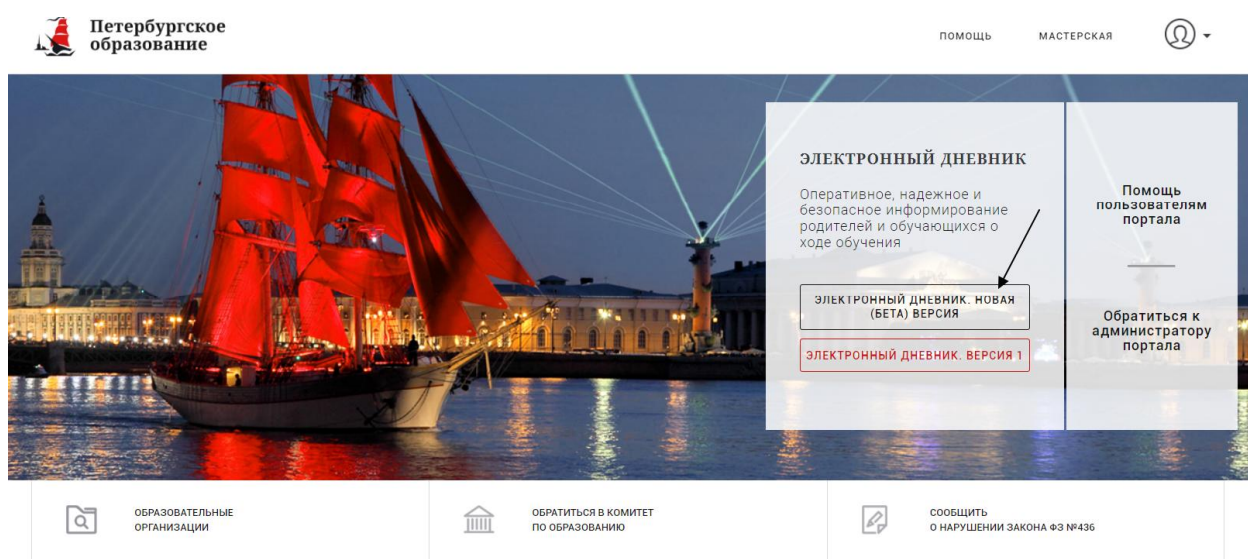 Петербургское
образование
ПОМОЩЬ
МАСТЕРСКАЯ
ЭЛЕКТРОННЫЙ ДНЕВНИК
Оперативное, надежное и
безопасное информирование
родителей и обучающихся о
ходе обучения
ЭЛЕКТРОННЫЙ ДНЕВНИК. НОВАЯ
(БЕТА) ВЕРСИЯ
ЭЛЕКТРОННЫЙ ДНЕВНИК. ВЕРСИЯ 1
Помощь
пользователям
портала
Обратиться к
администратору
портала
ОБРАЗОВАТЕЛЬНЫЕ
ОРГАНИЗАЦИИ
ОБРАТИТЬСЯ В КОМИТЕТ
ПО ОБРАЗОВАНИЮ
СООБЩИТЬ
О НАРУШЕНИИ ЗАКОНА ФЗ №436